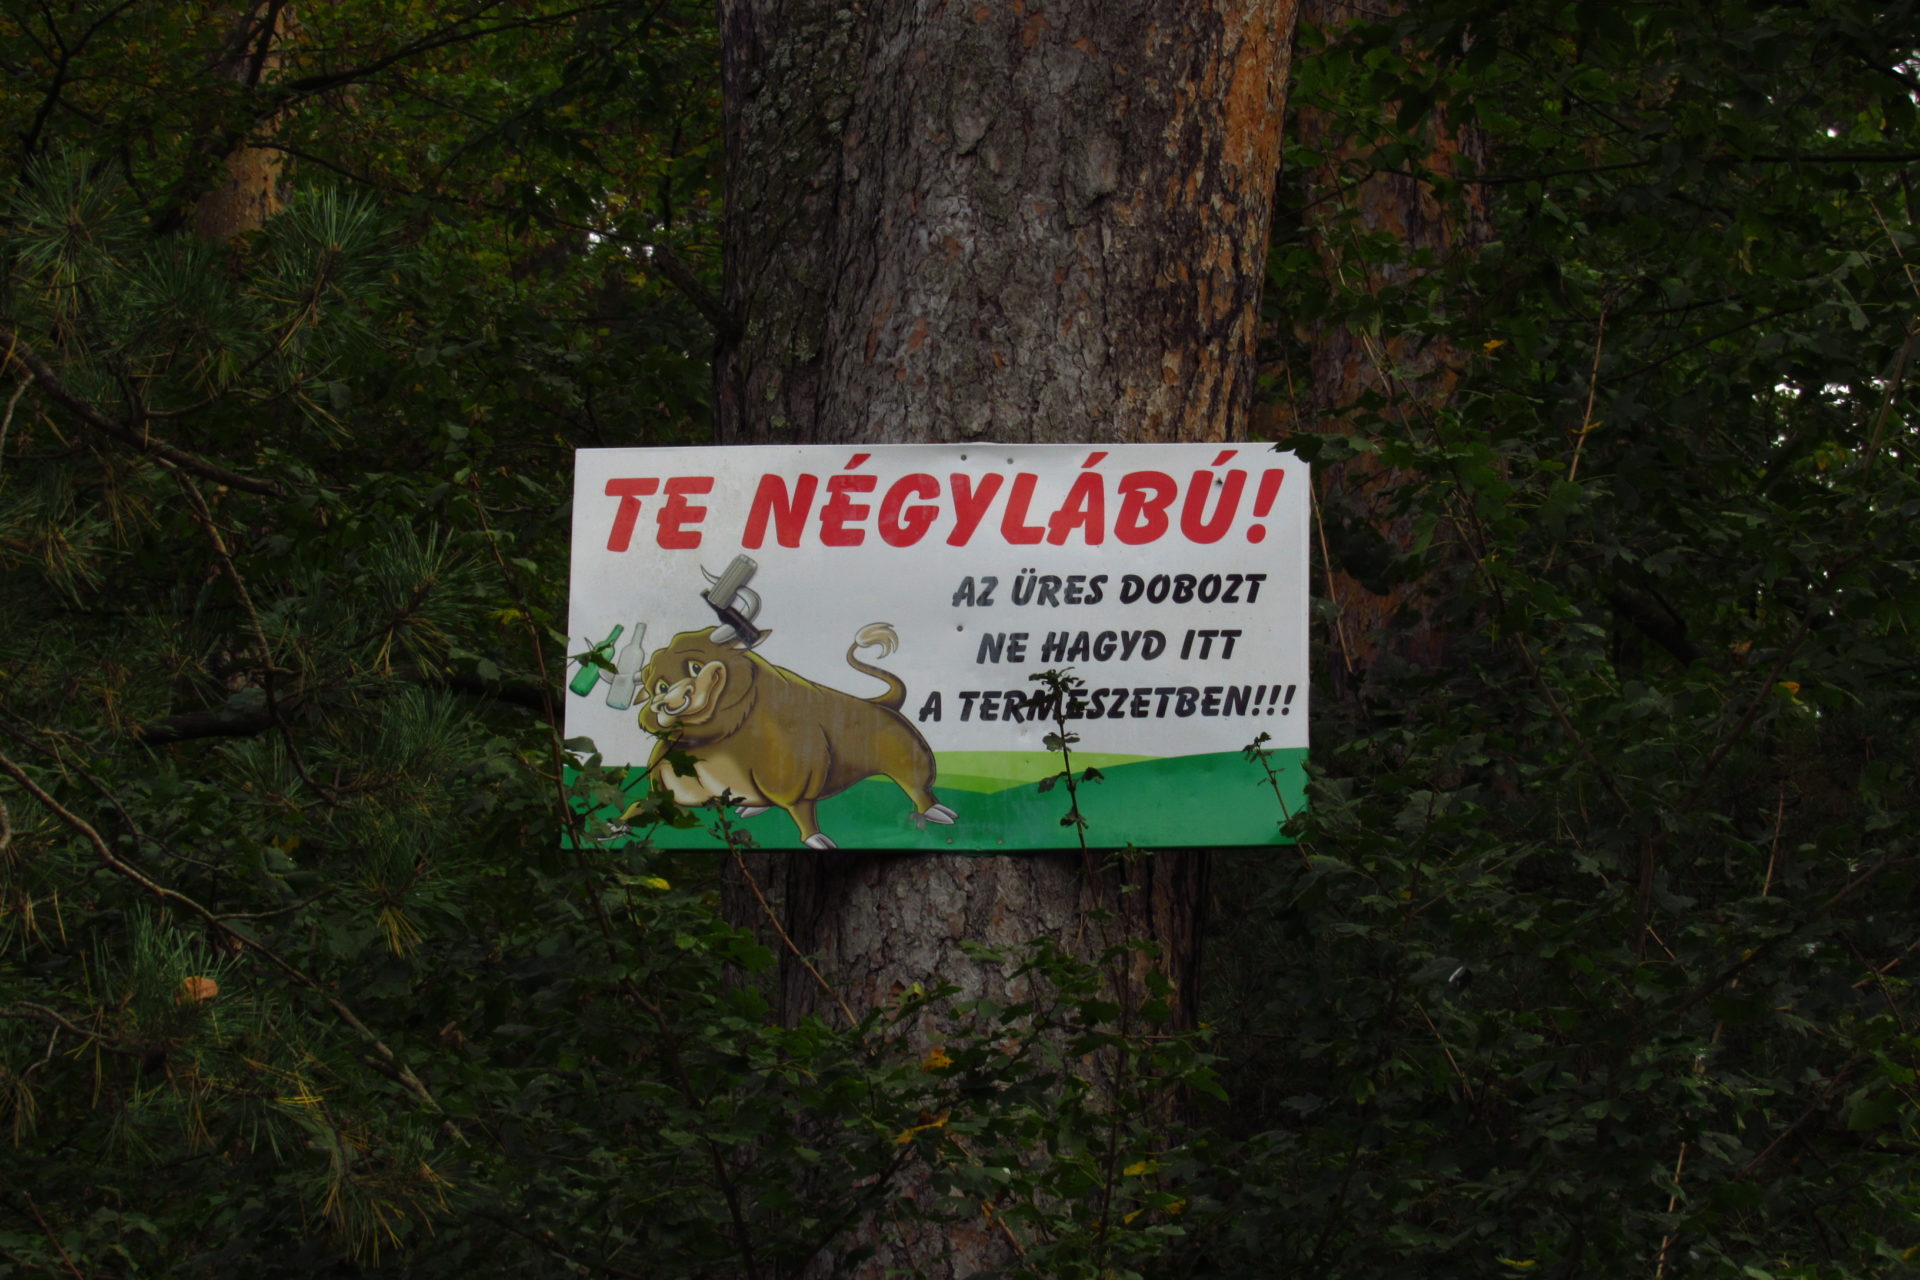 TE NÉGYLÁBÚ!
AZ ÜRES DOBOZT
NE HAGYD ITT
A TERMÉSZETBEN!!!